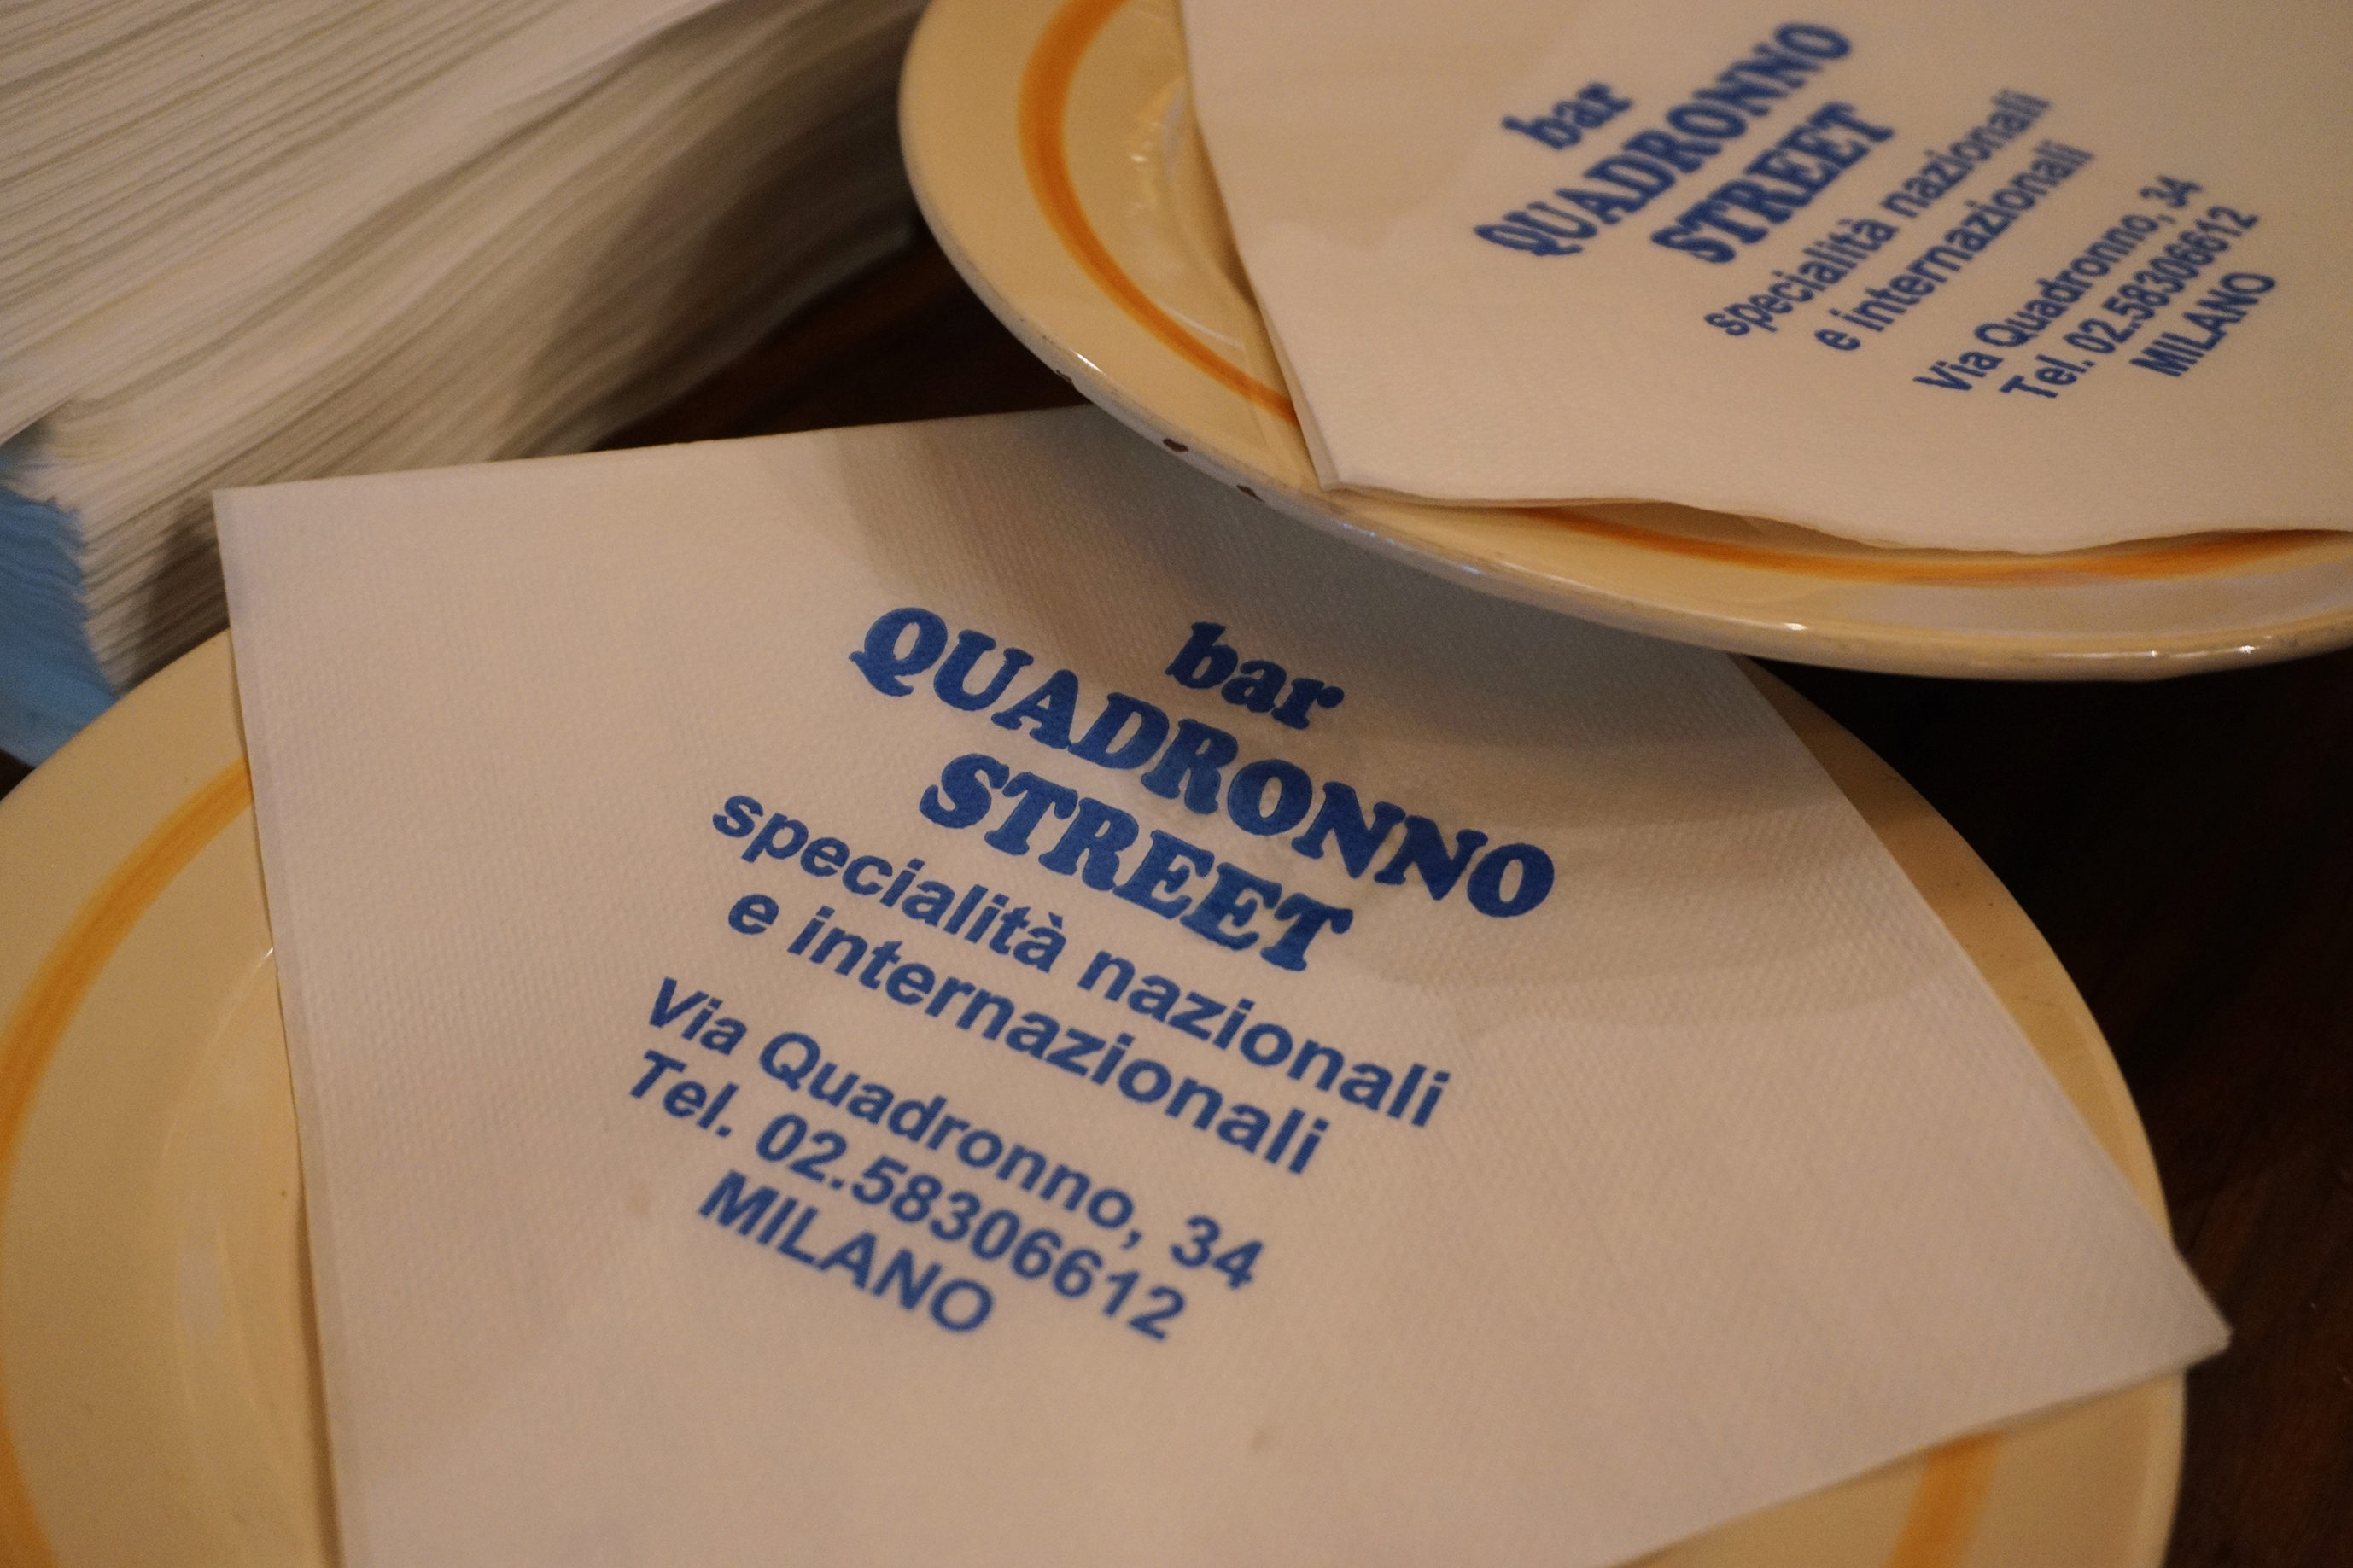 bar
QUADRONNO
STREET
specialità nazionali
e internazionali
Via Quadronno, 34
Tel. 02.58306612
MILANO
bar
QUADRONNO
STREET
specialità nazionali
e internazionali
Via Quadronno, 34
Tel. 02.58306612
MILANO